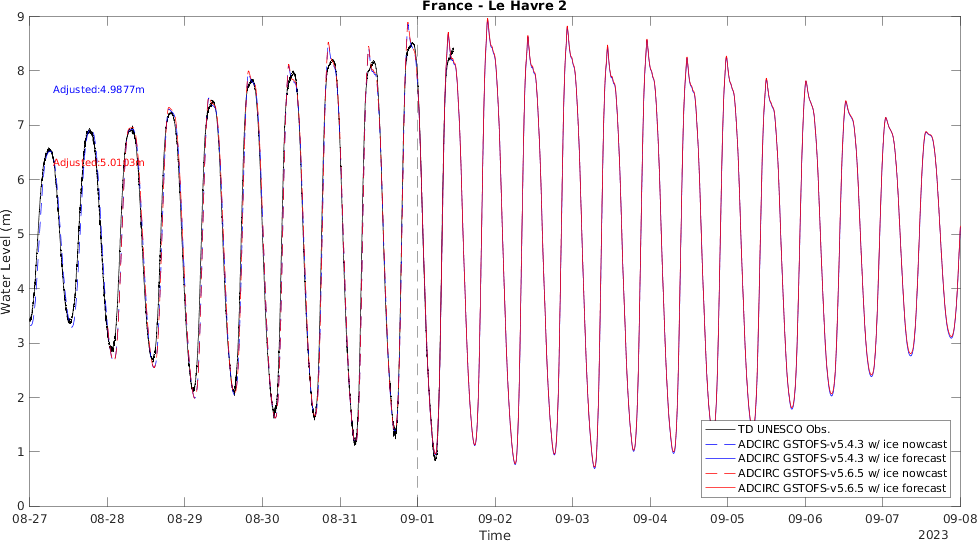 France - Le Havre 2
9
8
7
6
5
4
3
2
1
0
Water Level (m)
Adjusted:4.9877m
Adjusted:5.0103m
TD UNESCO Obs.
ADCIRC GSTOFS-v5.4.3 w/ ice nowcast
ADCIRC GSTOFS-v5.4.3 w/ ice forecast
ADCIRC GSTOFS-v5.6.5 w/ ice nowcast
ADCIRC GSTOFS-v5.6.5 w/ ice forecast
08-27 08-28 08-29 08-30 08-31 09-01 09-02 09-03 09-04 09-05 09-06 09-07 09-08
Time
2023